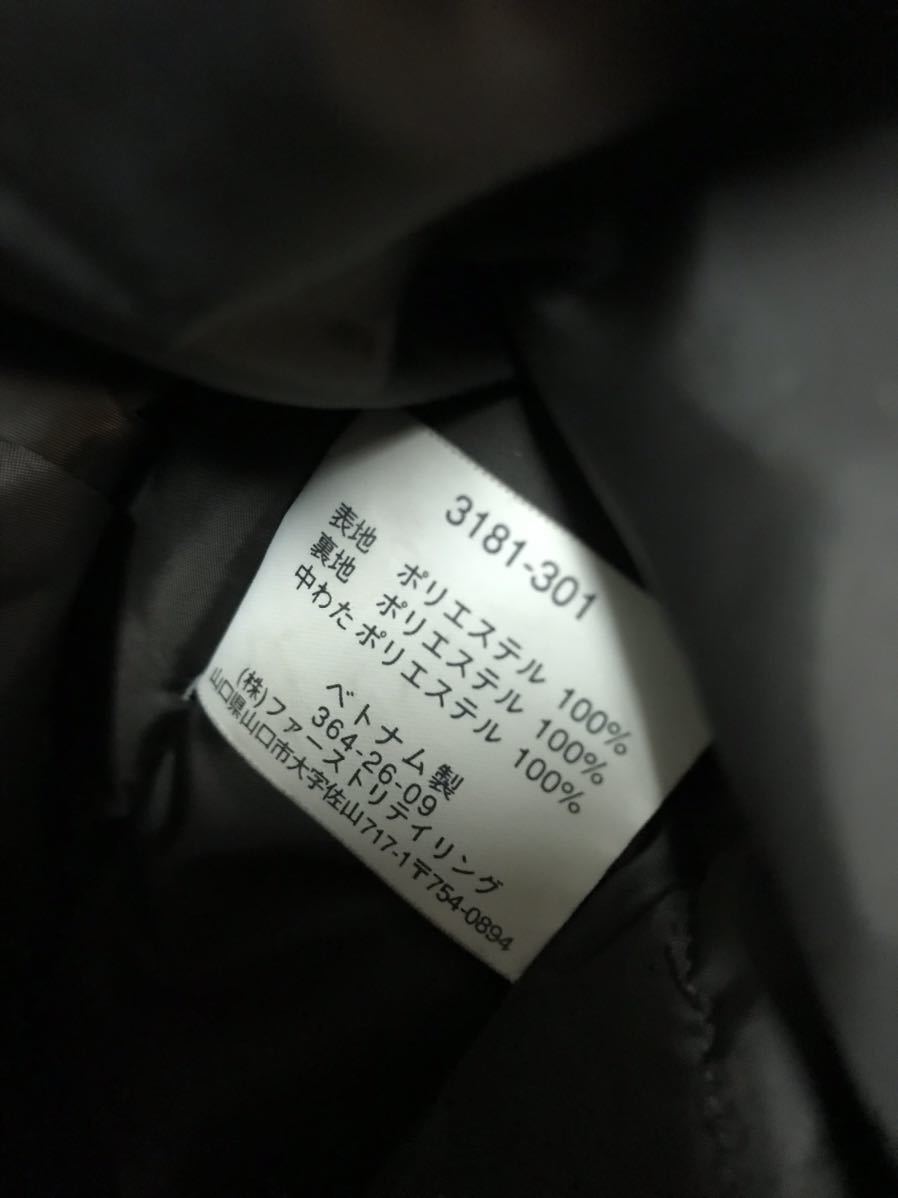 3181-301
表地 ポリエステル 100%
裏地 ポリエステル 100%
中わた ポリエステル 100%
ベトナム製
364-26-09
(株)ファーストリテイリング
山口県山口市大字佐山717-1〒754-0894